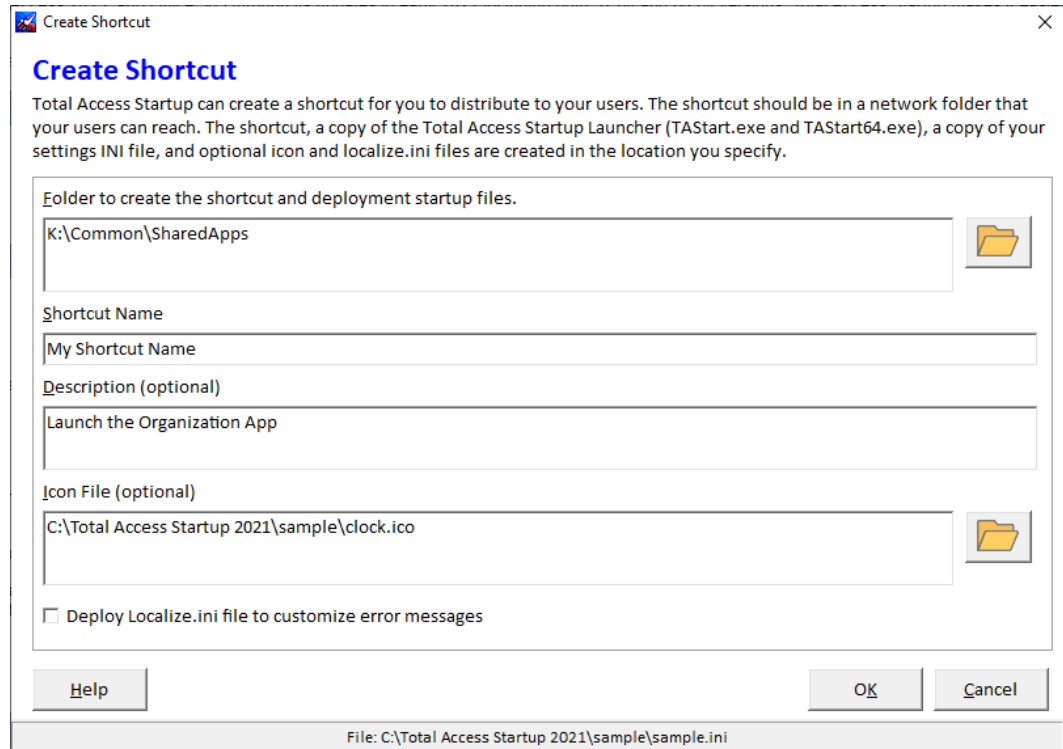 Create Shortcut
Create Shortcut
Total Access Startup can create a shortcut for you to distribute to your users. The shortcut should be in a network folder that
your users can reach. The shortcut, a copy of the Total Access Startup Launcher (TAStart.exe and TAStart64.exe), a copy of your
settings INI file, and optional icon and localize.ini files are created in the location you specify.
Folder to create the shortcut and deployment startup files.
K:\Common\SharedApps
Shortcut Name
My Shortcut Name
Description (optional)
Launch the Organization App
Icon File (optional)
C:\Total Access Startup 2021\sample\clock.ico
Deploy Localize.ini file to customize error messages
Help OK Cancel
File: C:\Total Access Startup 2021\sample\sample.ini